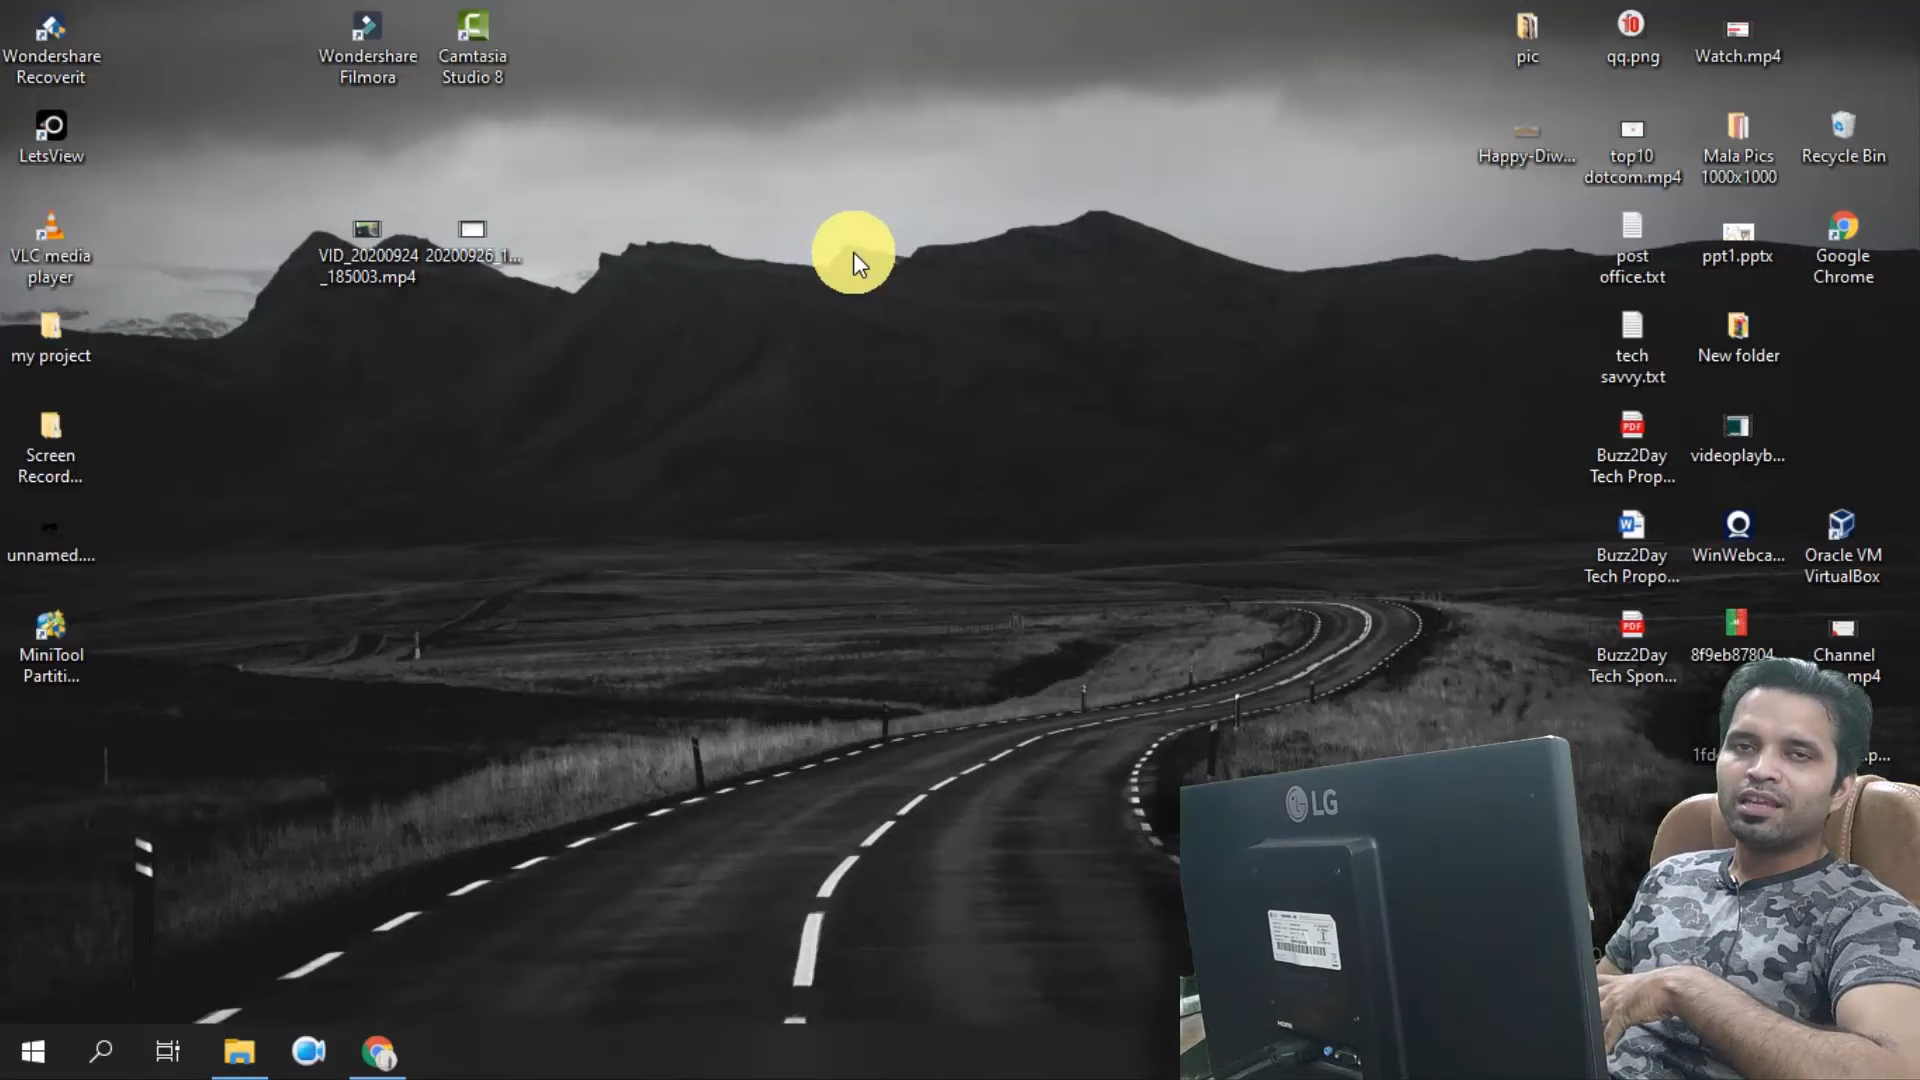 Wondershare
Recoverit
Wondershare
Filmora
Camtasia
Studio 8
pic
qq.png
Watch.mp4
LetsView
Happy-Diw...
top10
dotcom.mp4
Mala Pics
1000x1000
Recycle Bin
VLC media
player
VID_20200924
_185003.mp4
20200926_1...
post
office.txt
ppt1.pptx
Google
Chrome
my project
tech
savvy.txt
New folder
Screen
Record...
PDF
Buzz2Day
Tech Prop...
videoplayb...
unnamed....
W
Buzz2Day
Tech Propo...
WinWebca...
Oracle VM
VirtualBox
MiniTool
Partiti...
PDF
Buzz2Day
Tech Spon...
8f9eb87804...
Channel
.mp4
1fd
.p...
LG
HDMI